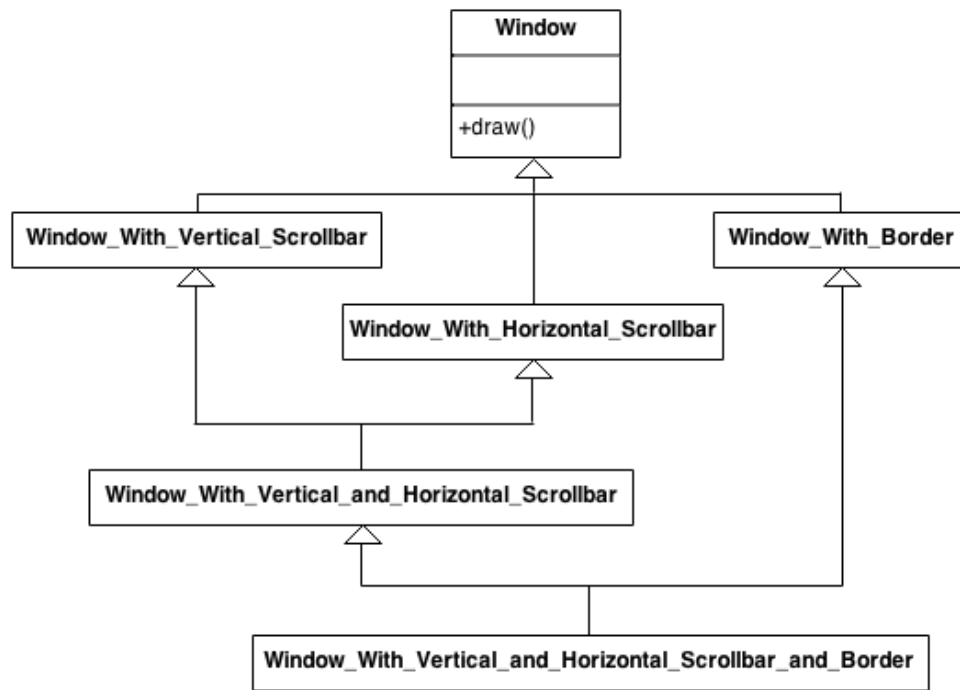 Window
+draw()
Window_With_Vertical_Scrollbar
Window_With_Border
Window_With_Horizontal_Scrollbar
Window_With_Vertical_and_Horizontal_Scrollbar
Window_With_Vertical_and_Horizontal_Scrollbar_and_Border